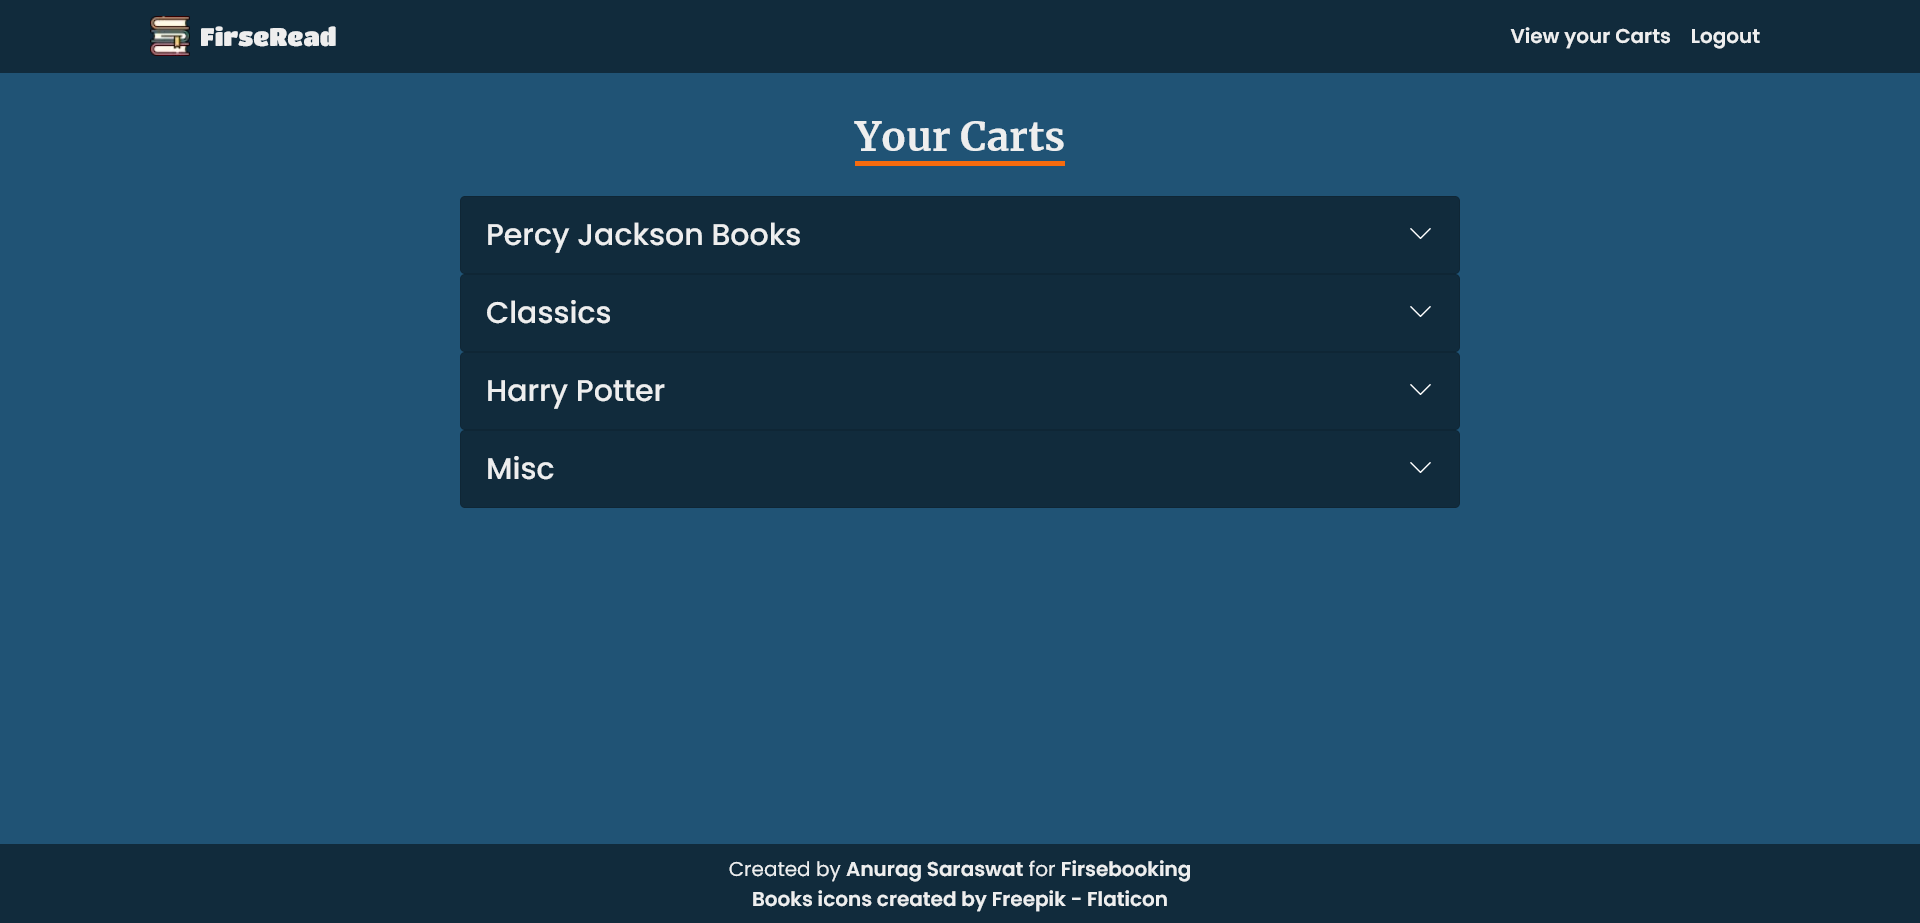 FirseRead
View your Carts Logout
Your Carts
Percy Jackson Books
Classics
Harry Potter
Misc
Created by Anurag Saraswat for Firsebooking
Books icons created by Freepik - Flaticon